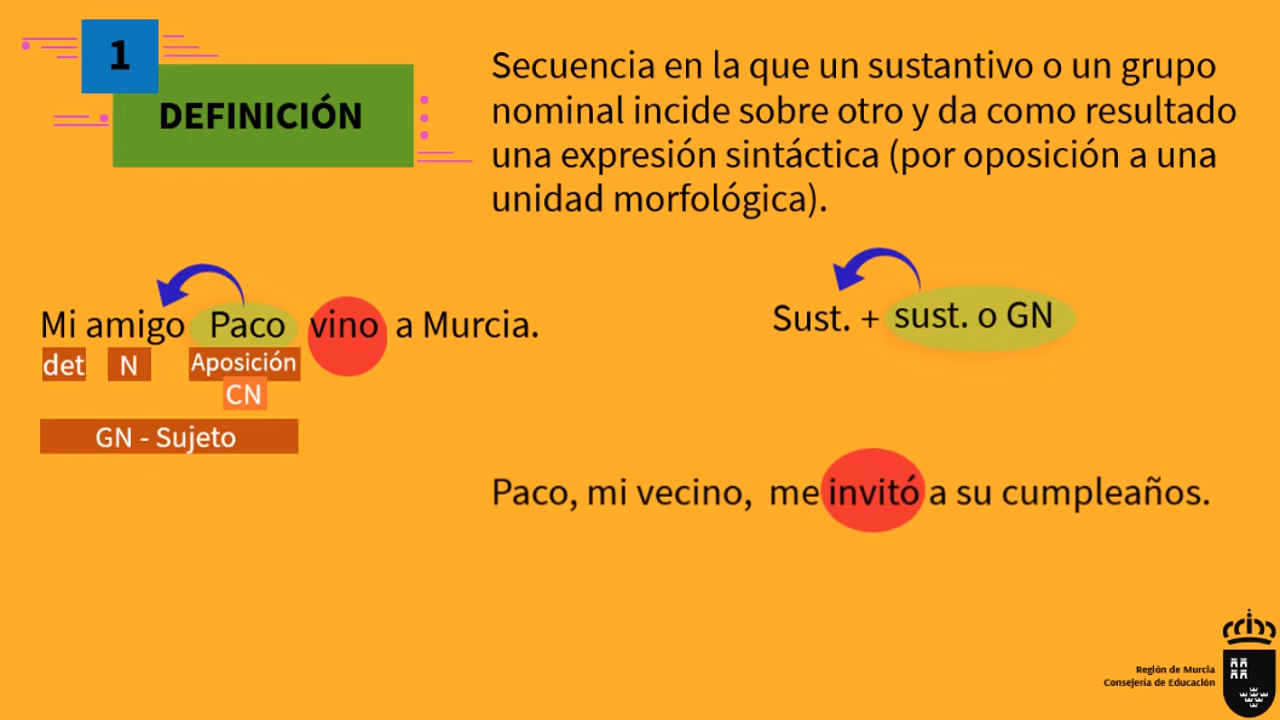 1
DEFINICIÓN
Secuencia en la que un sustantivo o un grupo
nominal incide sobre otro y da como resultado
una expresión sintáctica (por oposición a una
unidad morfológica).
Mi amigo Paco vino a Murcia.
det N Aposición
CN
GN - Sujeto
Sust. + sust. o GN
Paco, mi vecino, me invitó a su cumpleaños.
Región de Murcia
Consejería de Educación